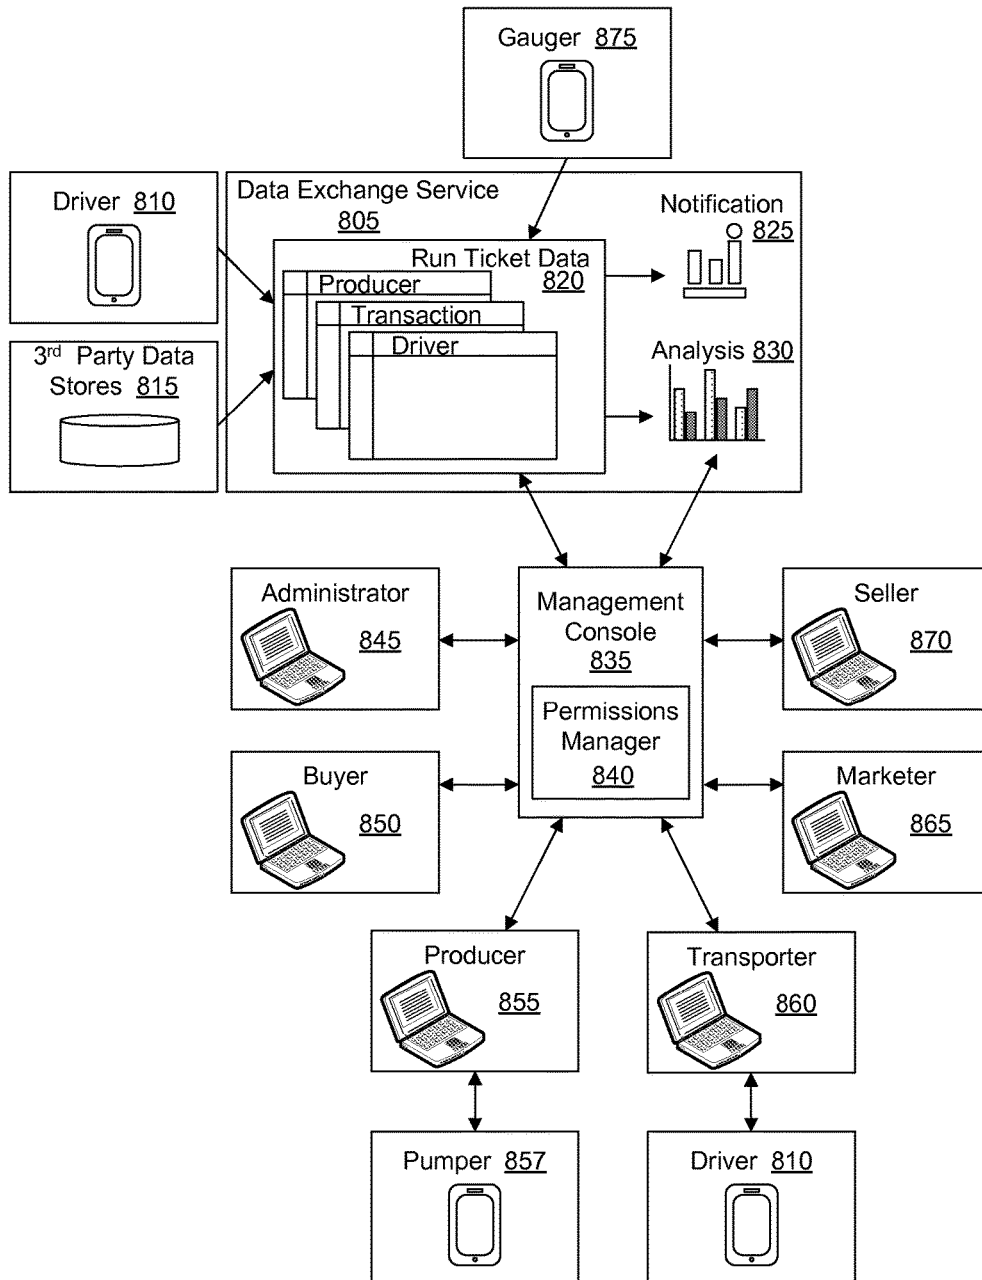 Gauger 875
Driver 810
Data Exchange Service
805
Notification
825
Run Ticket Data
820
Producer
Transaction
Driver
3rd Party Data
Stores 815
Analysis 830
Administrator
845
Management
Console
835
Seller
870
Permissions
Manager
840
Buyer
850
Marketer
865
Producer
855
Transporter
860
Pumper 857
Driver 810